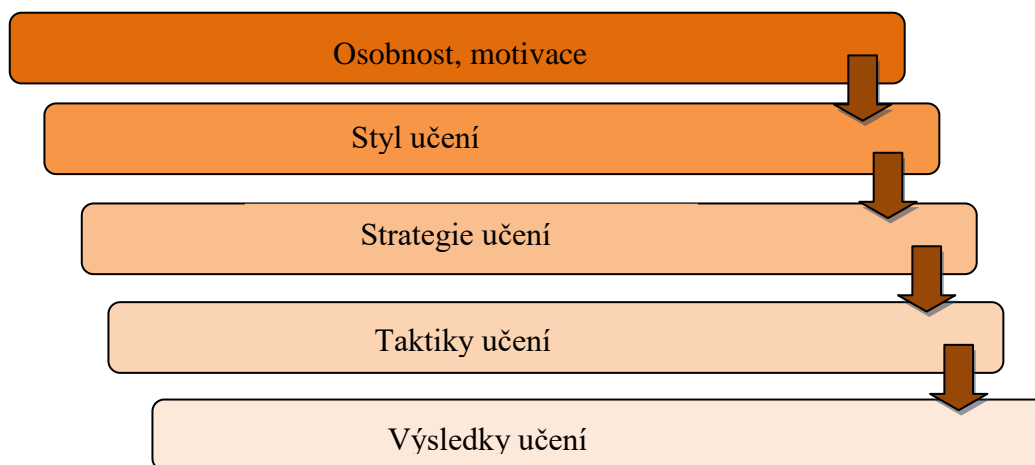 Osobnost, motivace
Styl učení
Strategie učení
Taktiky učení
Výsledky učení